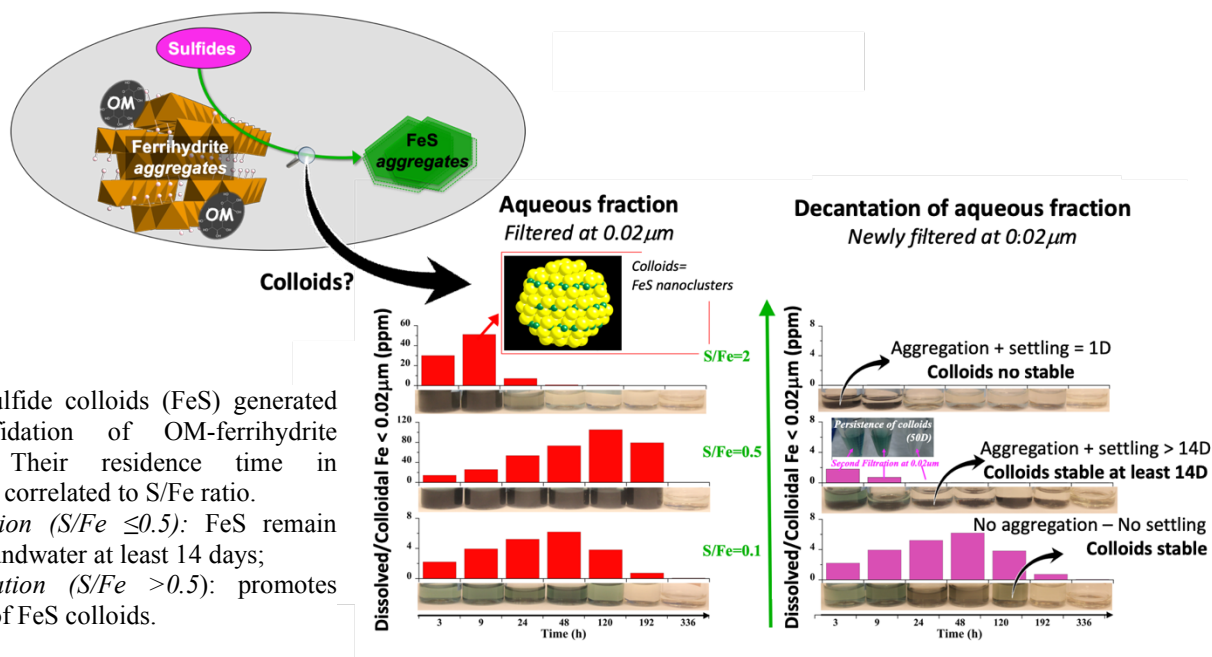 Sulfides
OM
Ferrihydrite
aggregates
OM
FeS
aggregates
Colloids?
Aqueous fraction
Filtered at 0.02µm
Colloids=
FeS nanoclusters
Dissolved/Colloidal Fe < 0.02µm (ppm)
60
40
20
0
S/Fe=2
120
80
40
0
S/Fe=0.5
8
4
0
S/Fe=0.1
3 9 24 48 120 192 336
Time (h)
Decantation of aqueous fraction
Newly filtered at 0.02µm
Dissolved/Colloidal Fe < 0.02µm (ppm)
8
4
0
Aggregation + settling = 1D
Colloids no stable
8
4
0
Persistence of colloids
(50D)
Second Filtration at 0.02um
Aggregation + settling > 14D
Colloids stable at least 14D
8
4
0
No aggregation – No settling
Colloids stable
3 9 24 48 120 192 336
Time (h)
ulfide colloids (FeS) generated
fidation of OM-ferrihydrite
Their residence time in
correlated to S/Fe ratio.
ion (S/Fe ≤0.5): FeS remain
undwater at least 14 days;
ation (S/Fe >0.5): promotes
of FeS colloids.